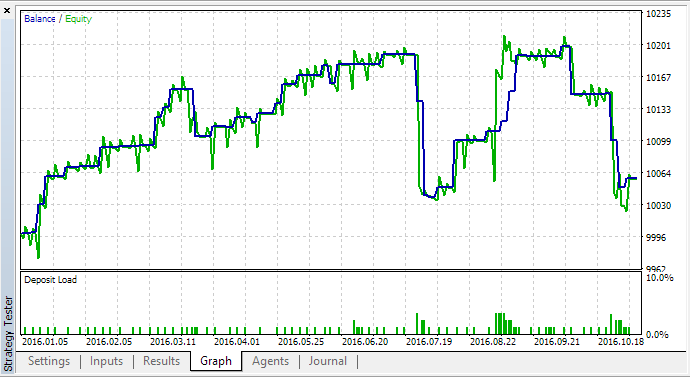 Balance / Equity
10235
10201
10167
10133
10099
10064
10030
9996
9962
Deposit Load
10.0%
0.0%
2016.01.05 2016.02.05 2016.03.11 2016.04.01 2016.05.25 2016.06.20 2016.07.19 2016.08.22 2016.09.21 2016.10.18
Strategy Tester
Settings Inputs Results Graph Agents Journal